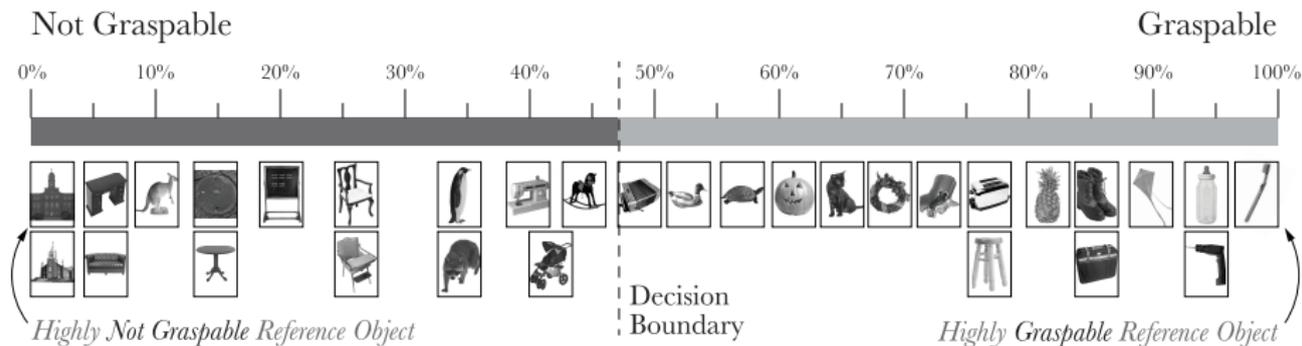 Not Graspable Graspable
0% 10% 20% 30% 40% 50% 60% 70% 80% 90% 100%
Decision
Boundary
Highly Not Graspable Reference Object Highly Graspable Reference Object